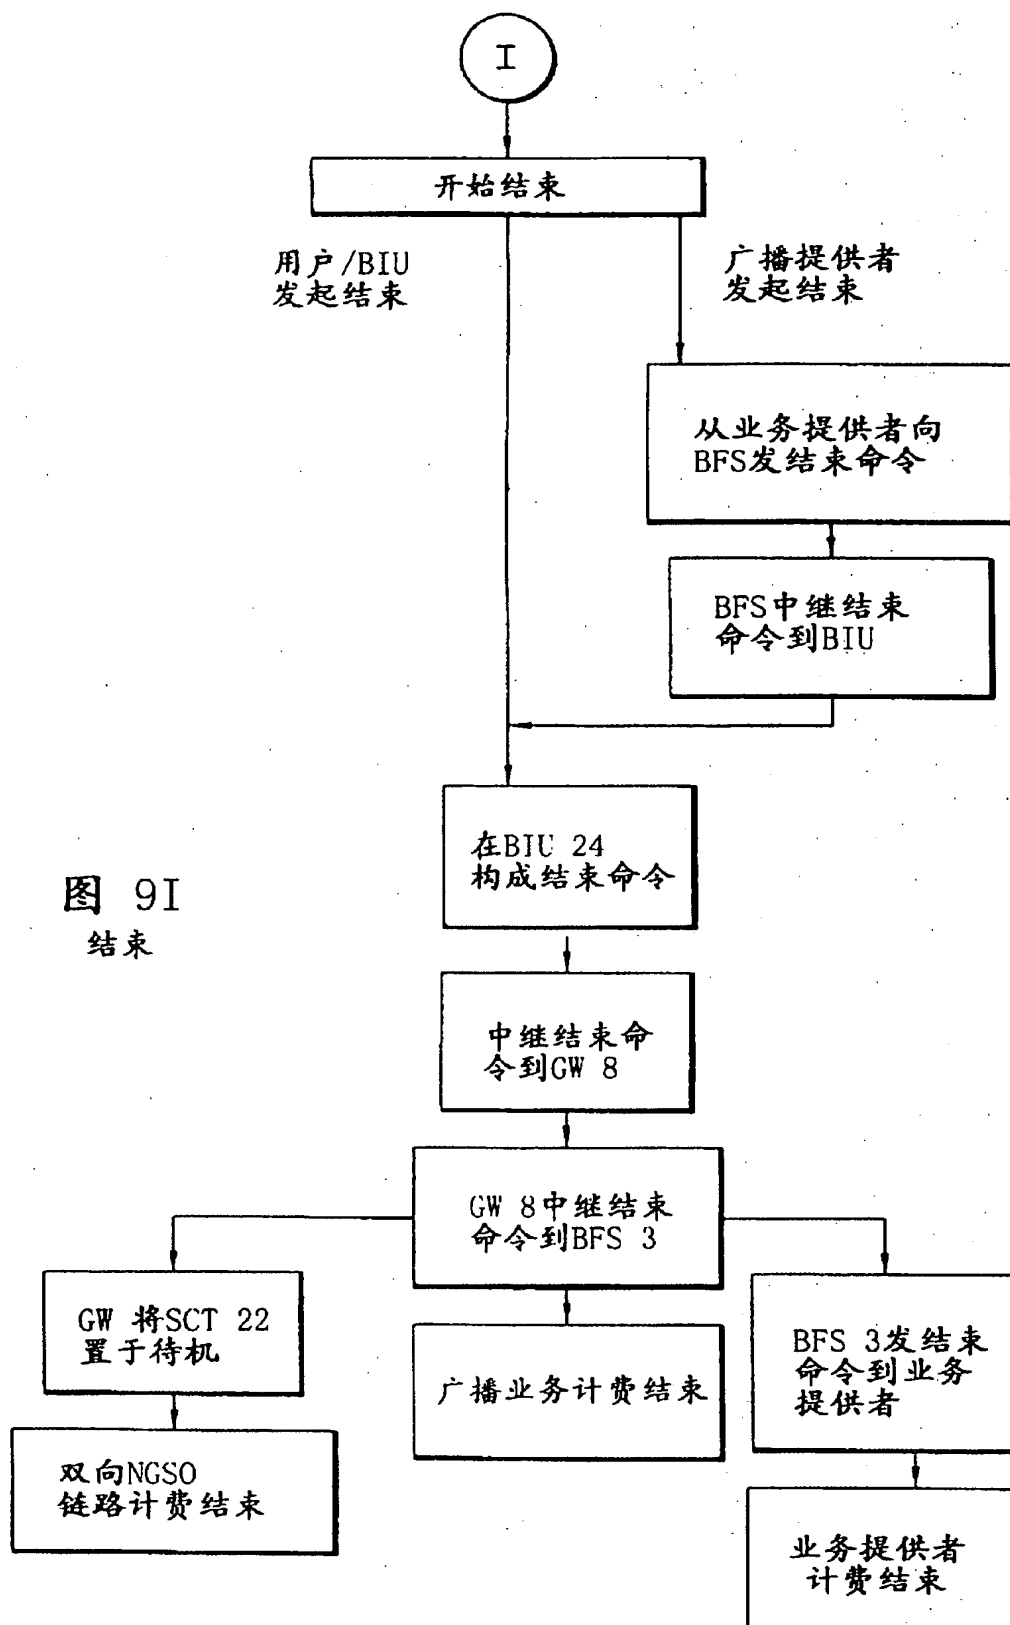 I
开始结束
用户/BIU
发起结束
广播提供者
发起结束
从业务提供者向
BFS发结束命令
BFS中继结束
命令到BIU
在BIU 24
构成结束命令
图 9I
结束
中继结束命
令到GW 8
GW 8中继结束
命令到BFS 3
GW 将SCT 22
置于待机
广播业务计费结束
BFS 3发结束
命令到业务
提供者
双向NGSO
链路计费结束
业务提供者
计费结束